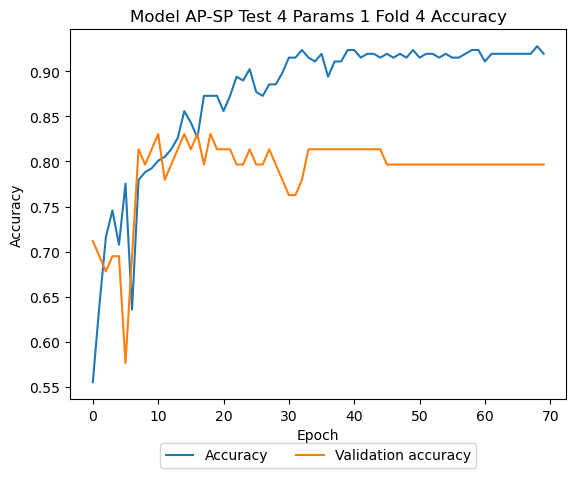 Model AP-SP Test 4 Params 1 Fold 4 Accuracy
Accuracy
0.90
0.85
0.80
0.75
0.70
0.65
0.60
0.55
0 10 20 30 40 50 60 70
Epoch
Accuracy Validation accuracy